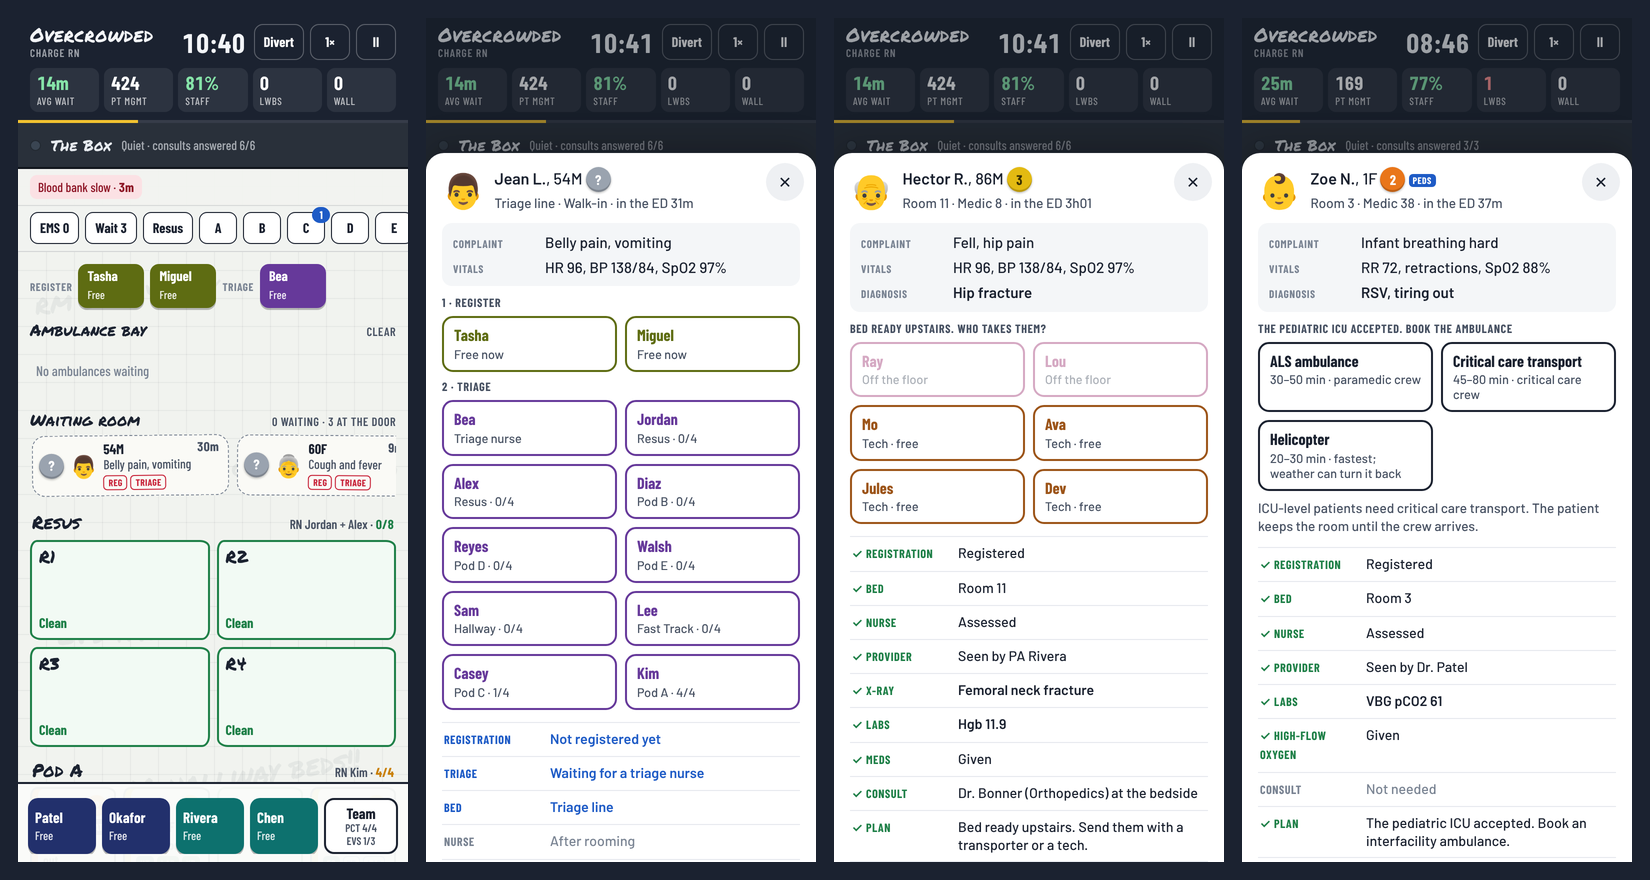 Overcrowded
CHARGE RN
10:40
Divert
1×
II
14m
AVG WAIT
424
PT MGMT
81%
STAFF
0
LWBS
0
WALL
The Box
Quiet · consults answered 6/6
Blood bank slow · 3m
EMS 0
Wait 3
Resus
A
B
C
1
D
E
REGISTER
Tasha
Free
Miguel
Free
TRIAGE
Bea
Free
Ambulance bay
CLEAR
No ambulances waiting
Waiting room
0 WAITING · 3 AT THE DOOR
?
54M
30m
Belly pain, vomiting
REG
TRIAGE
?
60F
Cough and fever
REG
TRIAGE
Resus
RN Jordan + Alex · 0/8
R1
Clean
R2
Clean
R3
Clean
R4
Clean
Pod A
RN Kim · 4/4
Patel
Free
Okafor
Free
Rivera
Free
Chen
Free
Team
PCT 4/4
EVS 1/3
Overcrowded
CHARGE RN
10:41
Divert
1×
II
14m
AVG WAIT
424
PT MGMT
81%
STAFF
0
LWBS
0
WALL
The Box
Quiet · consults answered 6/6
Jean L., 54M
?
Triage line · Walk-in · in the ED 31m
×
COMPLAINT
Belly pain, vomiting
VITALS
HR 96, BP 138/84, SpO2 97%
1 · REGISTER
Tasha
Free now
Miguel
Free now
2 · TRIAGE
Bea
Triage nurse
Jordan
Resus · 0/4
Alex
Resus · 0/4
Diaz
Pod B · 0/4
Reyes
Pod D · 0/4
Walsh
Pod E · 0/4
Sam
Hallway · 0/4
Lee
Fast Track · 0/4
Casey
Pod C · 1/4
Kim
Pod A · 4/4
REGISTRATION
Not registered yet
TRIAGE
Waiting for a triage nurse
BED
Triage line
NURSE
After rooming
Overcrowded
CHARGE RN
10:41
Divert
1×
II
14m
AVG WAIT
424
PT MGMT
81%
STAFF
0
LWBS
0
WALL
The Box
Quiet · consults answered 6/6
Hector R., 86M
3
Room 11 · Medic 8 · in the ED 3h01
×
COMPLAINT
Fell, hip pain
VITALS
HR 96, BP 138/84, SpO2 97%
DIAGNOSIS
Hip fracture
BED READY UPSTAIRS. WHO TAKES THEM?
Ray
Off the floor
Lou
Off the floor
Mo
Tech · free
Ava
Tech · free
Jules
Tech · free
Dev
Tech · free
✓ REGISTRATION
Registered
✓ BED
Room 11
✓ NURSE
Assessed
✓ PROVIDER
Seen by PA Rivera
✓ X-RAY
Femoral neck fracture
✓ LABS
Hgb 11.9
✓ MEDS
Given
✓ CONSULT
Dr. Bonner (Orthopedics) at the bedside
✓ PLAN
Bed ready upstairs. Send them with a
transporter or a tech.
Overcrowded
CHARGE RN
08:46
Divert
1×
II
25m
AVG WAIT
169
PT MGMT
77%
STAFF
1
LWBS
0
WALL
The Box
Quiet · consults answered 3/3
Zoe N., 1F
2
PEDS
Room 3 · Medic 38 · in the ED 37m
×
COMPLAINT
Infant breathing hard
VITALS
RR 72, retractions, SpO2 88%
DIAGNOSIS
RSV, tiring out
THE PEDIATRIC ICU ACCEPTED. BOOK THE AMBULANCE
ALS ambulance
30–50 min · paramedic crew
Critical care transport
45–80 min · critical care
crew
Helicopter
20–30 min · fastest;
weather can turn it back
ICU-level patients need critical care transport. The patient
keeps the room until the crew arrives.
✓ REGISTRATION
Registered
✓ BED
Room 3
✓ NURSE
Assessed
✓ PROVIDER
Seen by Dr. Patel
✓ LABS
VBG pCO2 61
✓ HIGH-FLOW
OXYGEN
Given
CONSULT
Not needed
✓ PLAN
The pediatric ICU accepted. Book an
interfacility ambulance.